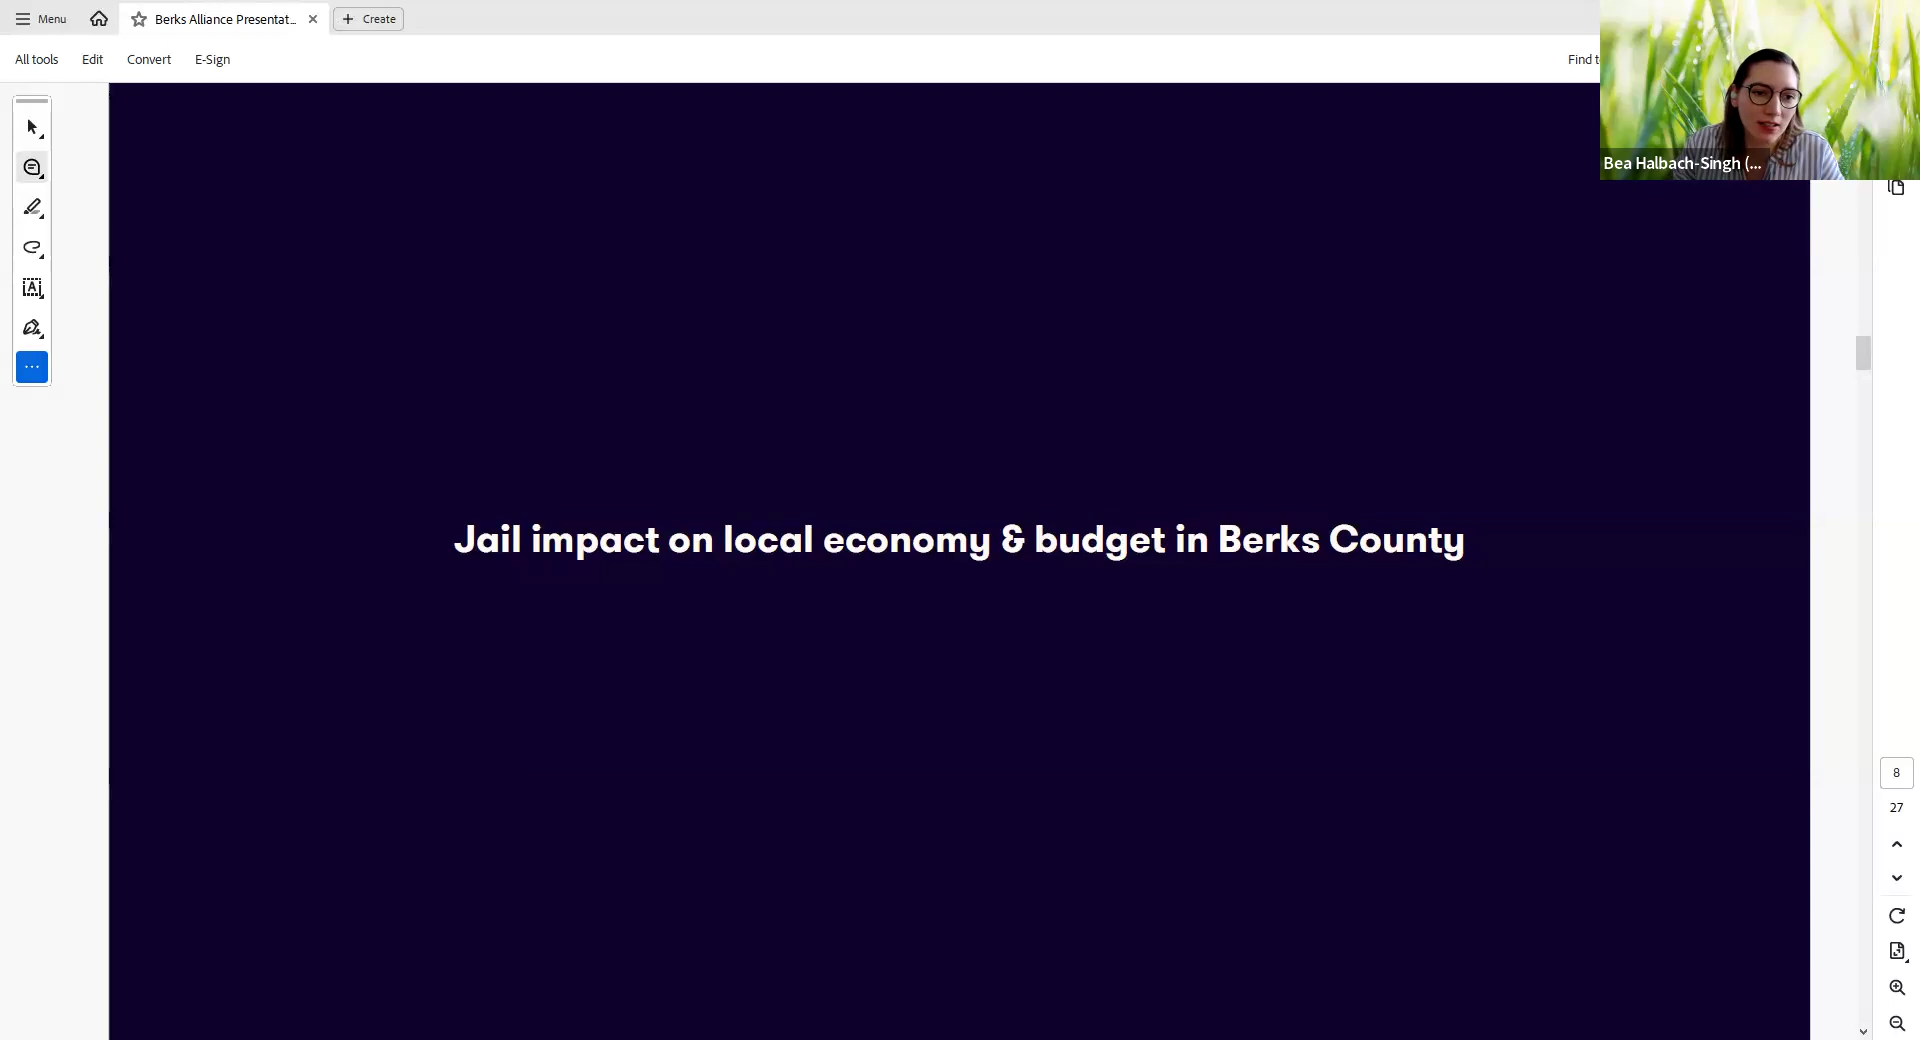 Menu
Berks Alliance Presentat...
Create
All tools
Edit
Convert
E-Sign
Find t
Bea Halbach-Singh (...
Jail impact on local economy & budget in Berks County
8
27